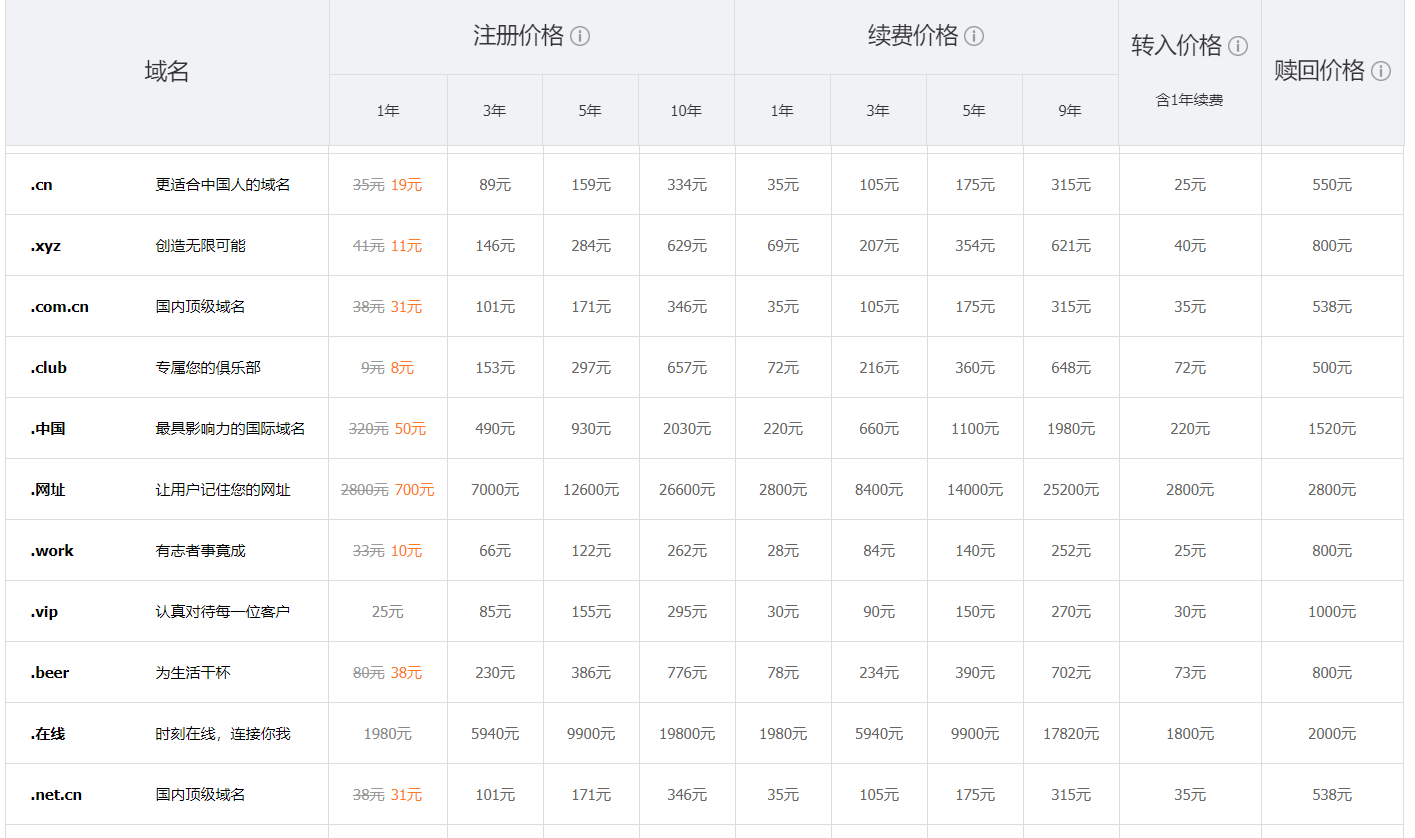 域名 注册价格 续费价格 转入价格 赎回价格
含1年续费
1年 3年 5年 10年 1年 3年 5年 9年
.cn 更适合中国人的域名 35元 19元 89元 159元 334元 35元 105元 175元 315元 25元 550元
.xyz 创造无限可能 41元 11元 146元 284元 629元 69元 207元 354元 621元 40元 800元
.com.cn 国内顶级域名 38元 31元 101元 171元 346元 35元 105元 175元 315元 35元 538元
.club 专属您的俱乐部 9元 8元 153元 297元 657元 72元 216元 360元 648元 72元 500元
.中国 最具影响力的国际域名 320元 50元 490元 930元 2030元 220元 660元 1100元 1980元 220元 1520元
.网址 让用户记住您的网址 2800元 700元 7000元 12600元 26600元 2800元 8400元 14000元 25200元 2800元 2800元
.work 有志者事竟成 33元 10元 66元 122元 262元 28元 84元 140元 252元 25元 800元
.vip 认真对待每一位客户 25元 85元 155元 295元 30元 90元 150元 270元 30元 1000元
.beer 为生活干杯 80元 38元 230元 386元 776元 78元 234元 390元 702元 73元 800元
.在线 时刻在线，连接你我 1980元 5940元 9900元 19800元 1980元 5940元 9900元 17820元 1800元 2000元
.net.cn 国内顶级域名 38元 31元 101元 171元 346元 35元 105元 175元 315元 35元 538元